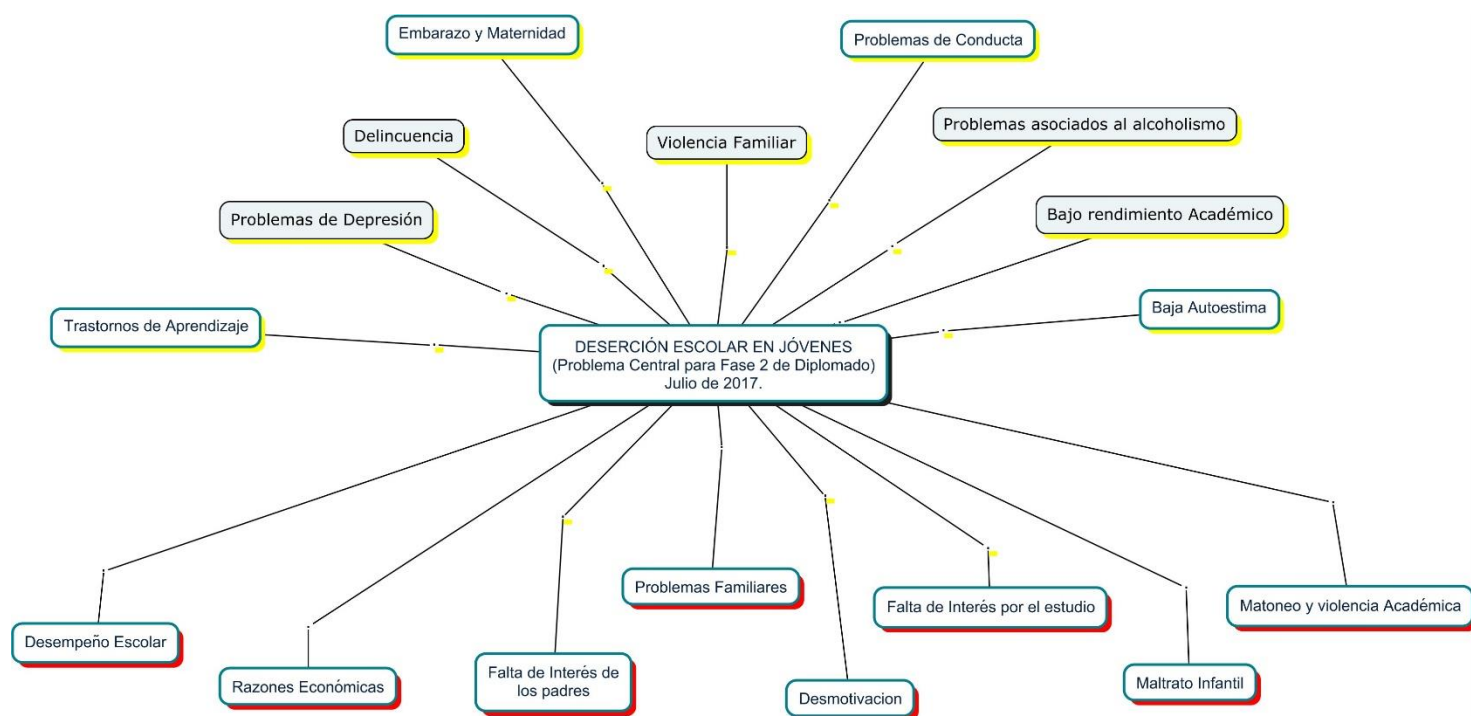 Embarazo y Maternidad
Problemas de Conducta
Delincuencia
Violencia Familiar
Problemas asociados al alcoholismo
Problemas de Depresión
Bajo rendimiento Académico
Trastornos de Aprendizaje
Baja Autoestima
DESERCIÓN ESCOLAR EN JÓVENES
(Problema Central para Fase 2 de Diplomado)
Julio de 2017.
Desempeño Escolar
Razones Económicas
Falta de Interés de
los padres
Problemas Familiares
Desmotivacion
Falta de Interés por el estudio
Maltrato Infantil
Matoneo y violencia Académica